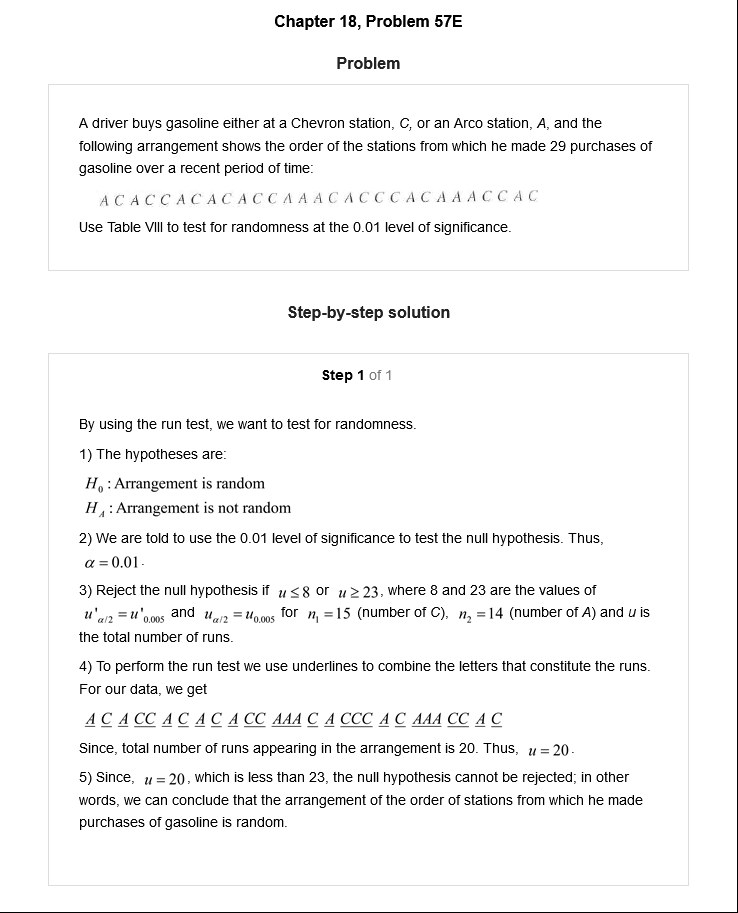 Chapter 18, Problem 57E
Problem
A driver buys gasoline either at a Chevron station, C, or an Arco station, A, and the
following arrangement shows the order of the stations from which he made 29 purchases of
gasoline over a recent period of time:
A C A C C A C A C A C C A A A C A C C C A C A A A C C A C
Use Table VIII to test for randomness at the 0.01 level of significance.
Step-by-step solution
Step 1 of 1
By using the run test, we want to test for randomness.
1) The hypotheses are:
H₀ : Arrangement is random
H_A : Arrangement is not random
2) We are told to use the 0.01 level of significance to test the null hypothesis. Thus,
α = 0.01.
3) Reject the null hypothesis if u ≤ 8 or u ≥ 23, where 8 and 23 are the values of
u'_{α/2} = u'_{0.005} and u_{α/2} = u_{0.005} for n₁ = 15 (number of C), n₂ = 14 (number of A) and u is
the total number of runs.
4) To perform the run test we use underlines to combine the letters that constitute the runs.
For our data, we get
A C A CC A C A C A CC AAA C A CCC A C AAA CC A C
Since, total number of runs appearing in the arrangement is 20. Thus, u = 20.
5) Since, u = 20, which is less than 23, the null hypothesis cannot be rejected; in other
words, we can conclude that the arrangement of the order of stations from which he made
purchases of gasoline is random.